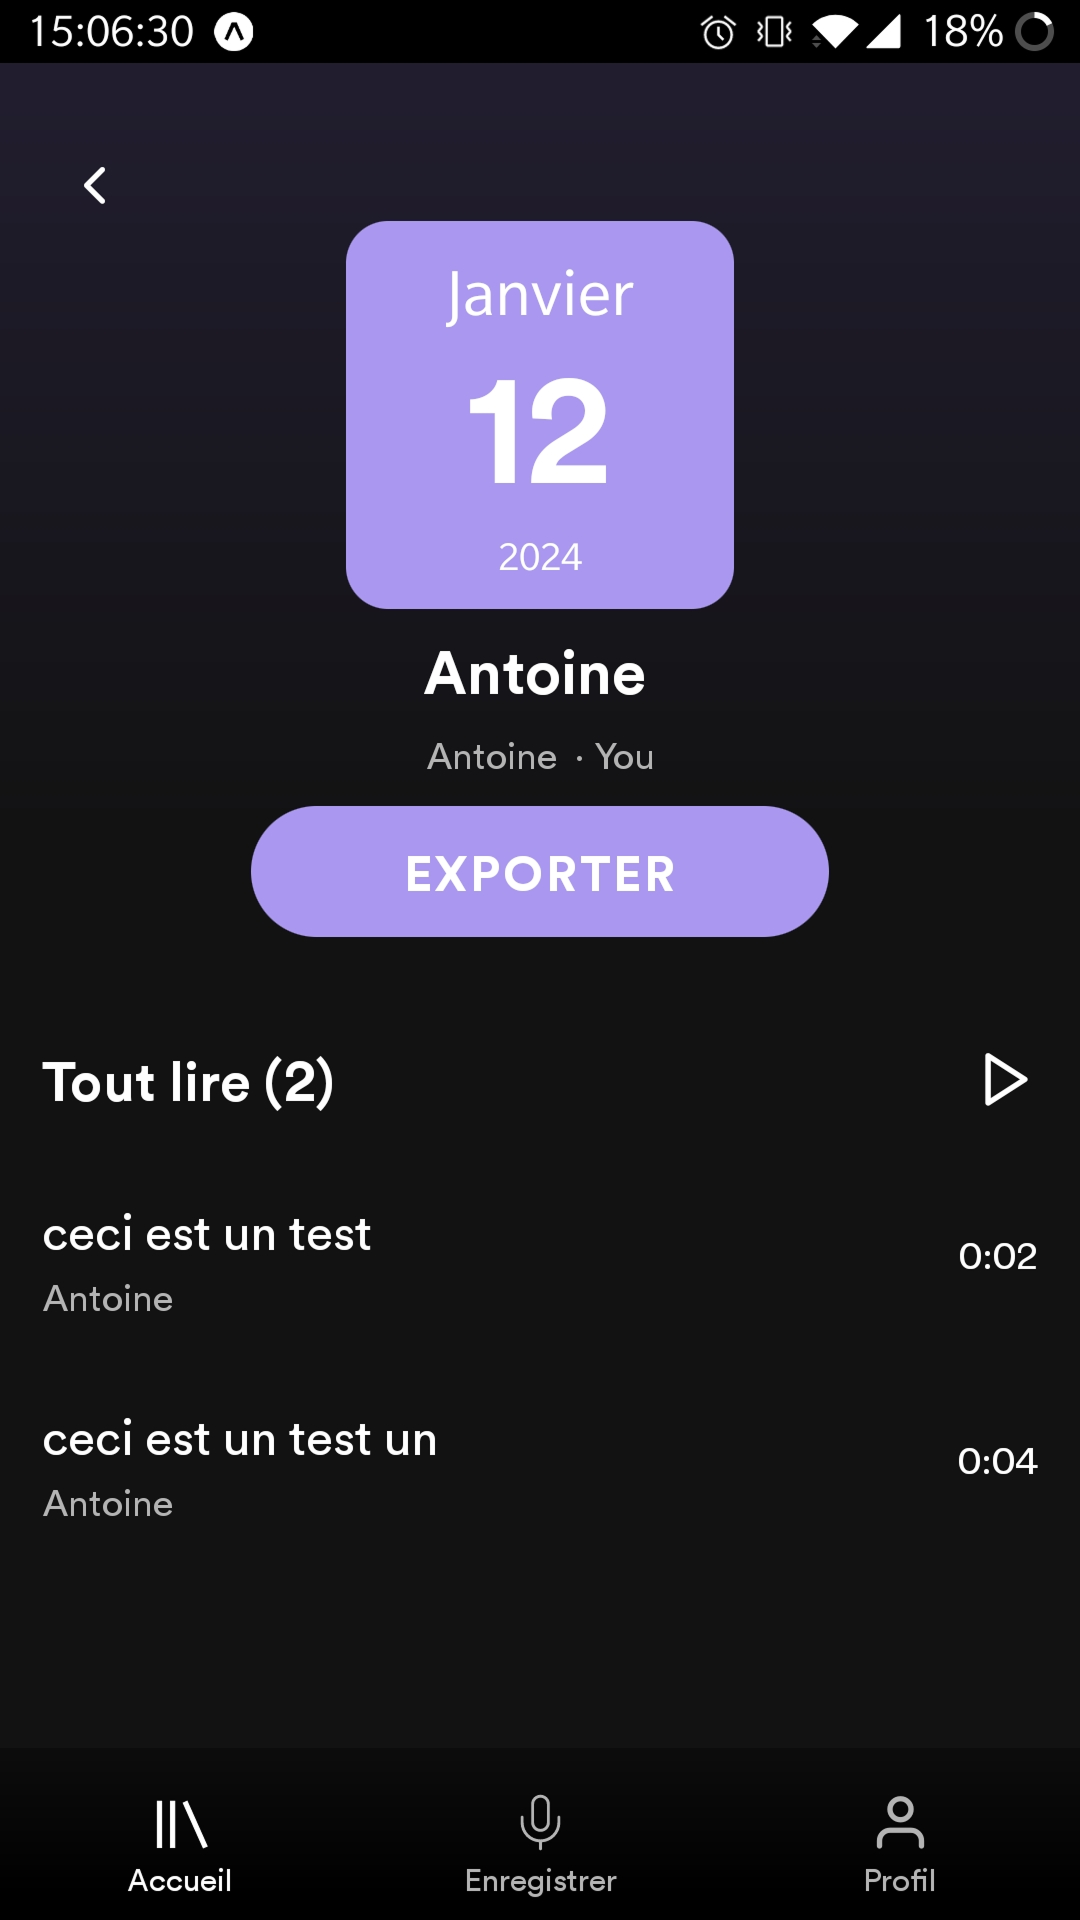 15:06:30
18%
Janvier
12
2024
Antoine
Antoine · You
EXPORTER
Tout lire (2)
ceci est un test
Antoine
0:02
ceci est un test un
Antoine
0:04
Accueil
Enregistrer
Profil